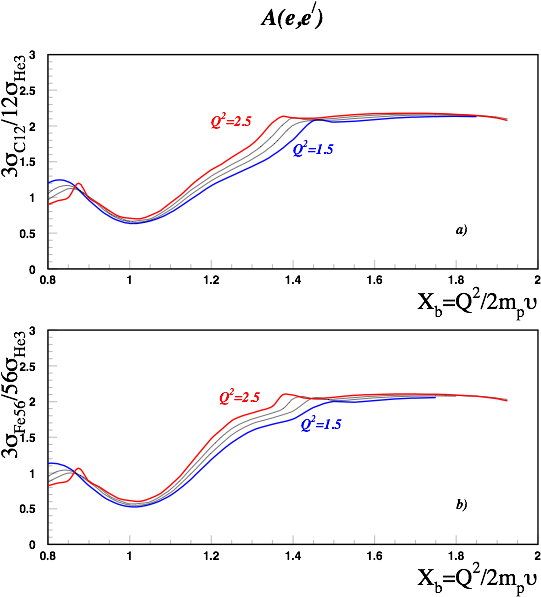 A(e,e/)
3σC12/12σHe3
3
2.5
2
1.5
1
0.5
0
Q2=2.5
Q2=1.5
a)
0.8 1 1.2 1.4 1.6 1.8 2
Xb=Q2/2mpυ
3σFe56/56σHe3
3
2.5
2
1.5
1
0.5
0
Q2=2.5
Q2=1.5
b)
0.8 1 1.2 1.4 1.6 1.8 2
Xb=Q2/2mpυ